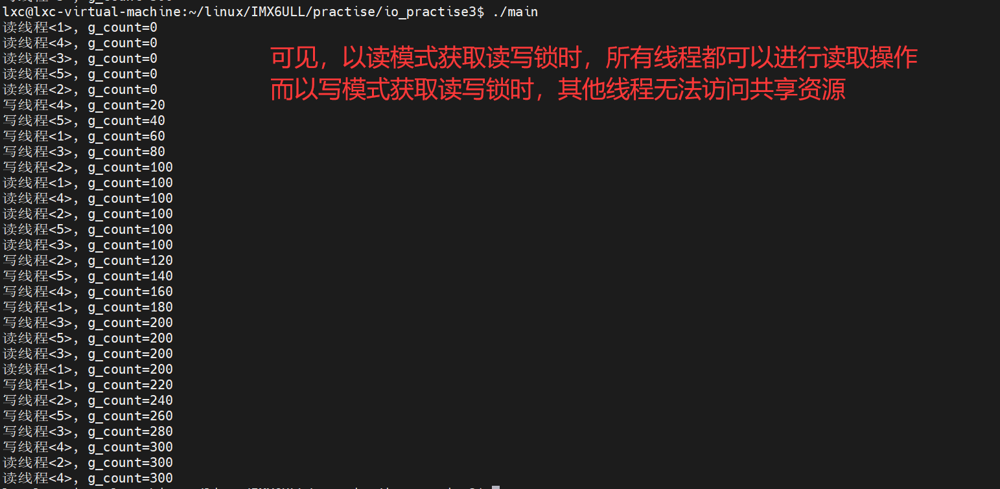 lxc@lxc-virtual-machine:~/linux/IMX6ULL/practise/io_practise3$ ./main
读线程<1>, g_count=0
读线程<4>, g_count=0
读线程<3>, g_count=0
读线程<5>, g_count=0
读线程<2>, g_count=0
可见，以读模式获取读写锁时，所有线程都可以进行读取操作
而以写模式获取读写锁时，其他线程无法访问共享资源
写线程<4>, g_count=20
写线程<5>, g_count=40
写线程<1>, g_count=60
写线程<3>, g_count=80
写线程<2>, g_count=100
读线程<1>, g_count=100
读线程<4>, g_count=100
读线程<2>, g_count=100
读线程<5>, g_count=100
读线程<3>, g_count=100
写线程<2>, g_count=120
写线程<5>, g_count=140
写线程<4>, g_count=160
写线程<1>, g_count=180
写线程<3>, g_count=200
读线程<5>, g_count=200
读线程<3>, g_count=200
读线程<1>, g_count=200
写线程<1>, g_count=220
写线程<2>, g_count=240
写线程<5>, g_count=260
写线程<3>, g_count=280
写线程<4>, g_count=300
读线程<2>, g_count=300
读线程<4>, g_count=300